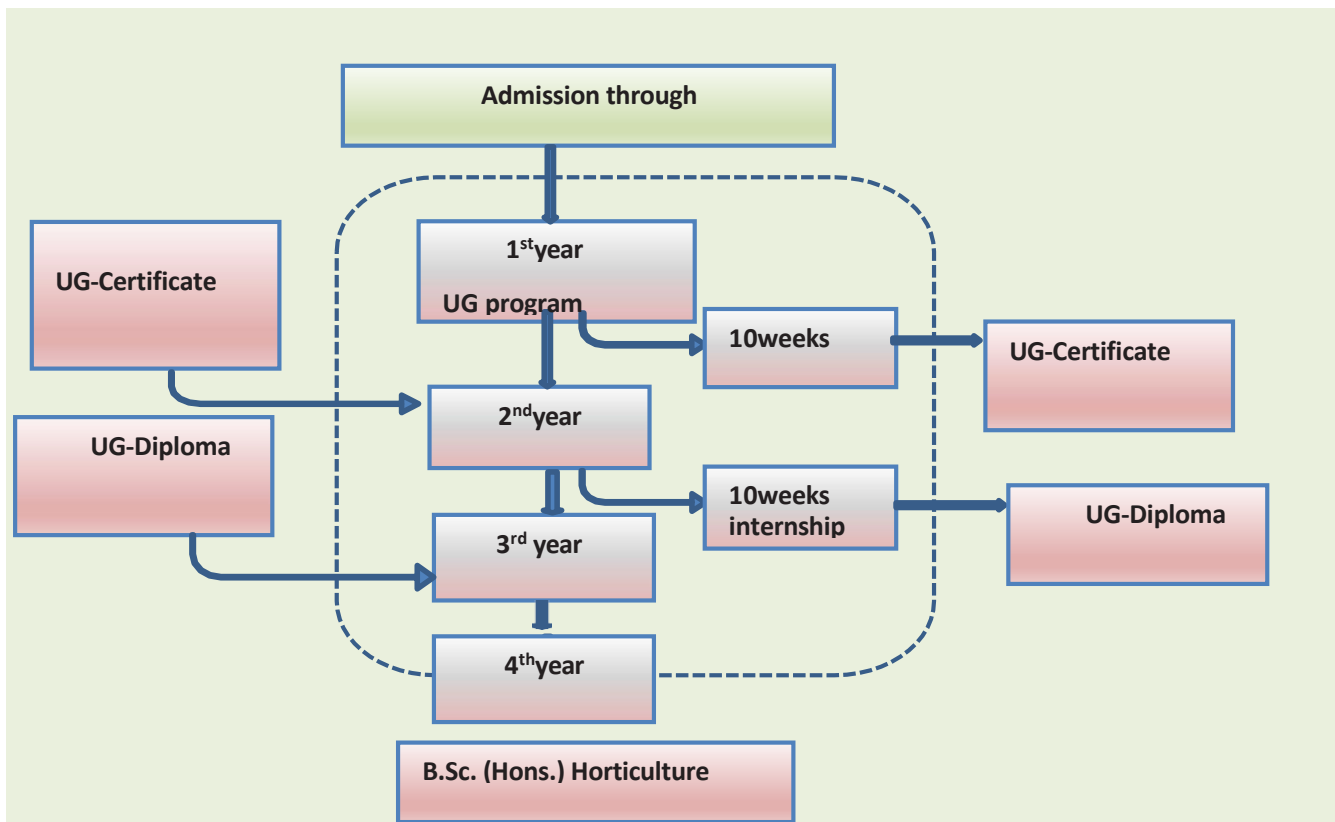 Admission through
1st year
UG program
UG-Certificate
10weeks
UG-Certificate
2nd year
UG-Diploma
10weeks
internship
UG-Diploma
3rd year
4th year
B.Sc. (Hons.) Horticulture